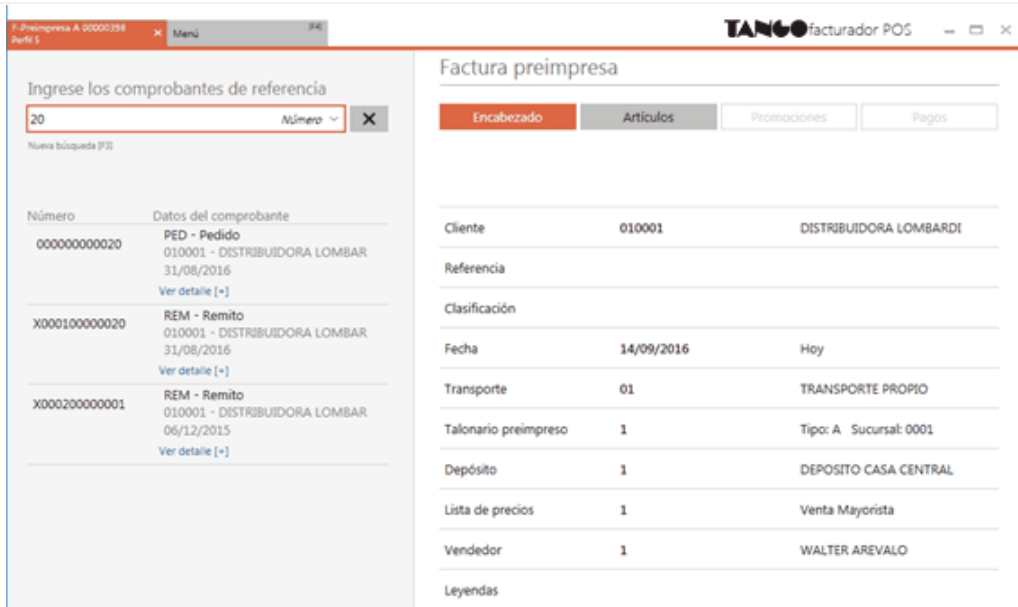 F-Preimpresa A 00000398
Perfil 5
Menú
[F4]
TANGOfacturador POS
Ingrese los comprobantes de referencia
20 Número
Nueva búsqueda [F3]
Número Datos del comprobante
000000000020 PED - Pedido
010001 - DISTRIBUIDORA LOMBAR
31/08/2016
Ver detalle [+]
X000100000020 REM - Remito
010001 - DISTRIBUIDORA LOMBAR
31/08/2016
Ver detalle [+]
X000200000001 REM - Remito
010001 - DISTRIBUIDORA LOMBAR
06/12/2015
Ver detalle [+]
Factura preimpresa
Encabezado Artículos Promociones Pagos
Cliente 010001 DISTRIBUIDORA LOMBARDI
Referencia
Clasificación
Fecha 14/09/2016 Hoy
Transporte 01 TRANSPORTE PROPIO
Talonario preimpreso 1 Tipo: A Sucursal: 0001
Depósito 1 DEPOSITO CASA CENTRAL
Lista de precios 1 Venta Mayorista
Vendedor 1 WALTER AREVALO
Leyendas